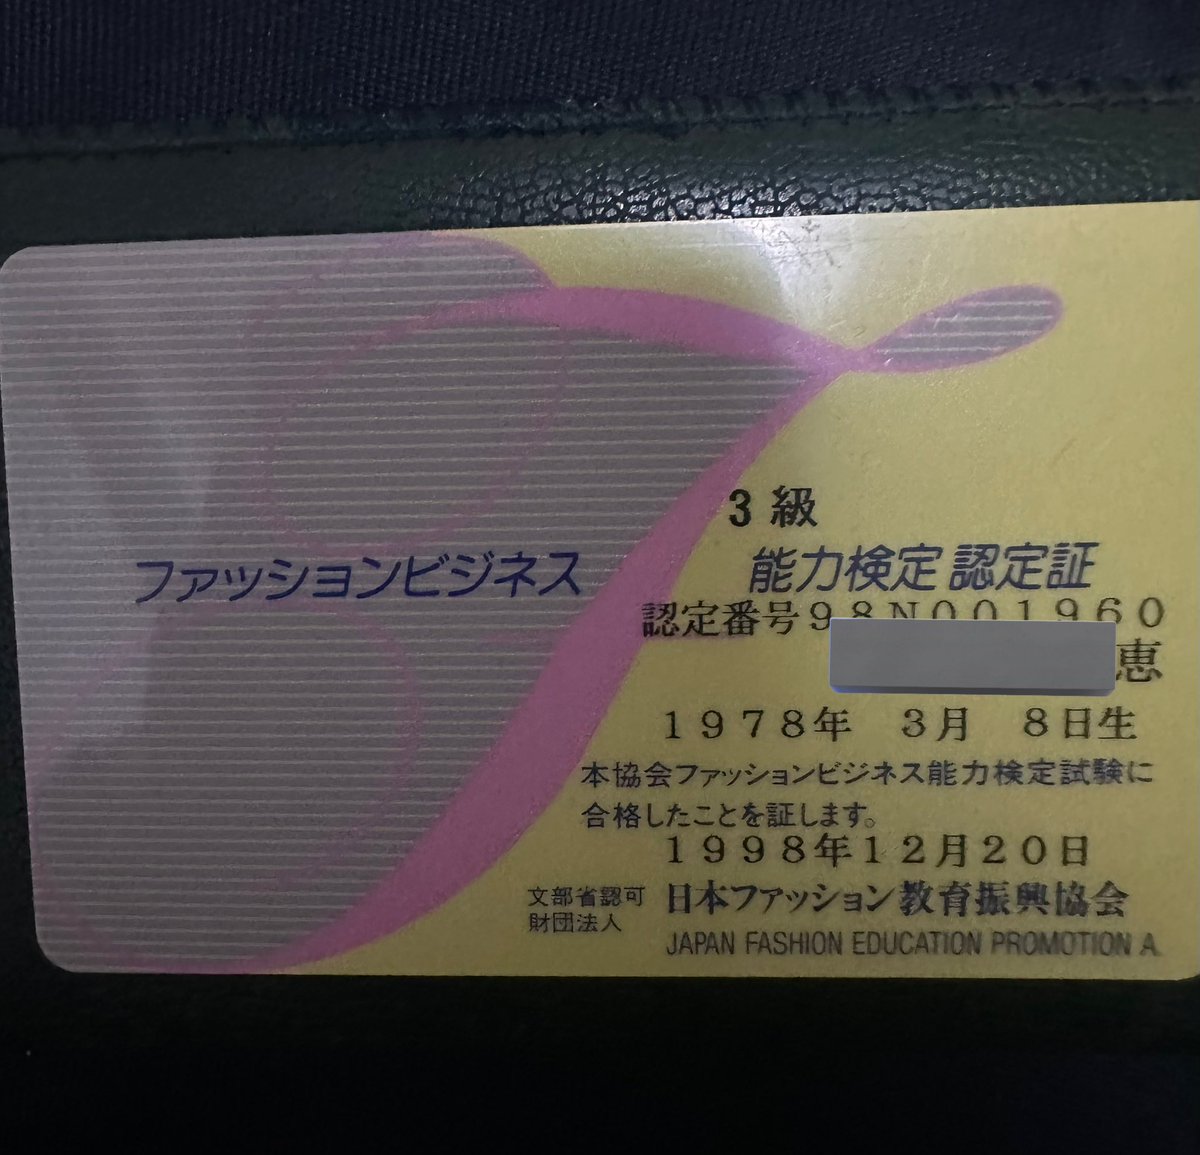 3級
ファッションビジネス 能力検定 認定証
認定番号98N001960
恵
1978年 3月 8日生
本協会ファッションビジネス能力検定試験に
合格したことを証します。
1998年12月20日
文部省認可
財団法人
日本ファッション教育振興協会
JAPAN FASHION EDUCATION PROMOTION A.